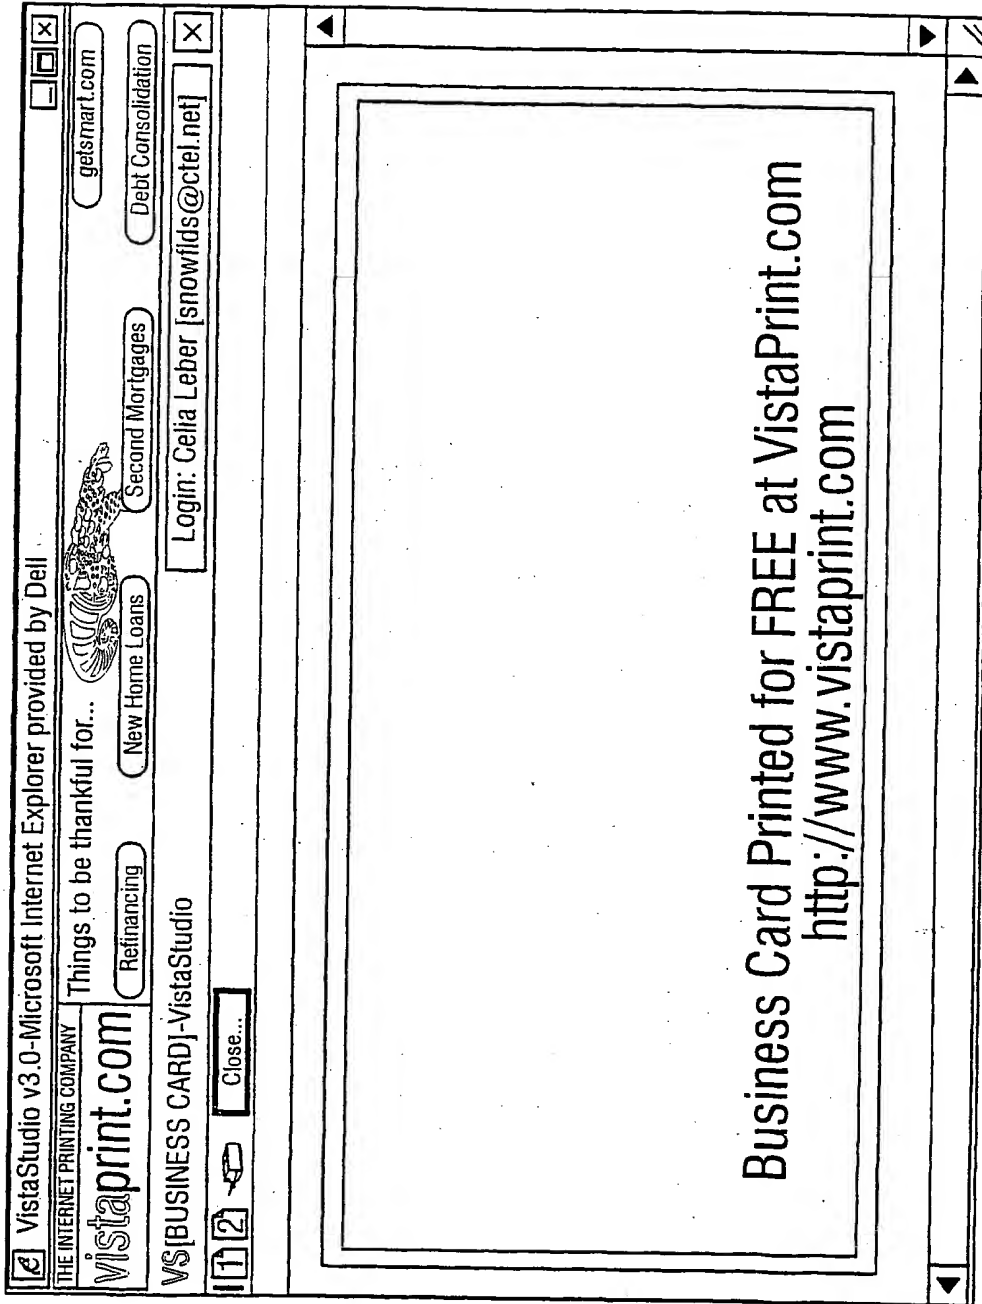 VistaStudio v3.0-Microsoft Internet Explorer provided by Dell
THE INTERNET PRINTING COMPANY
vistaprint.com
Things to be thankful for...
getsmart.com
Refinancing
New Home Loans
Second Mortgages
Debt Consolidation
VS[BUSINESS CARD]-VistaStudio
Login: Celia Leber [snowflds@ctel.net]
1 2 Close...
Business Card Printed for FREE at VistaPrint.com
http://www.vistaprint.com